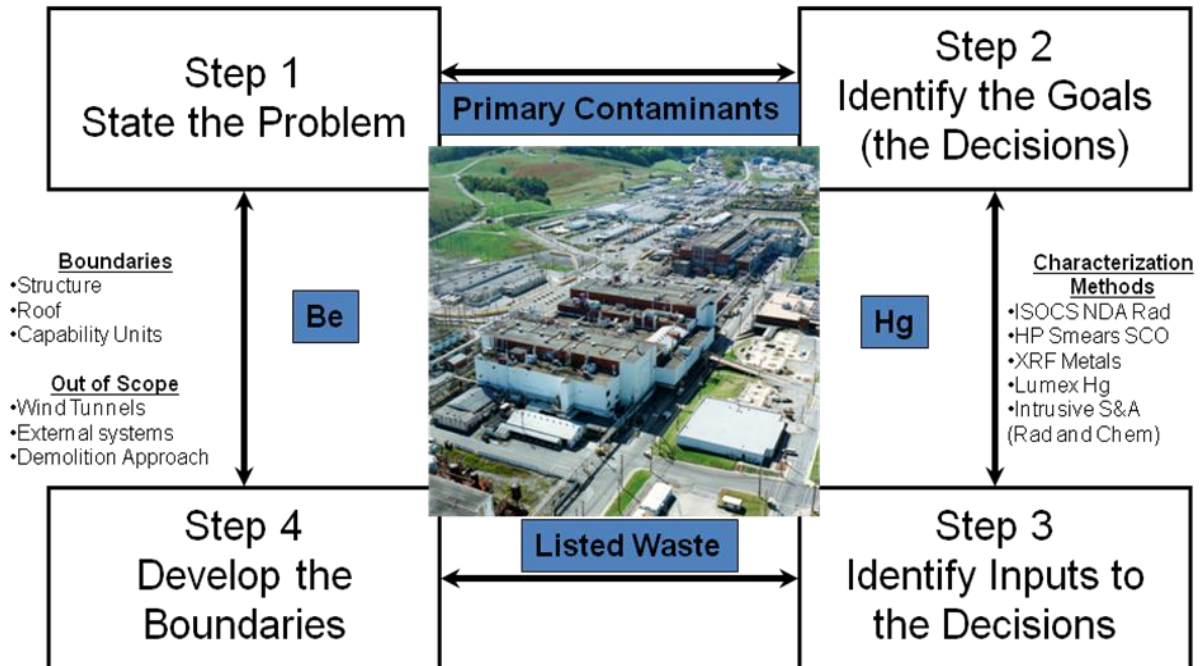 Step 1
State the Problem
Primary Contaminants
Step 2
Identify the Goals
(the Decisions)
Boundaries
•Structure
•Roof
•Capability Units
Out of Scope
•Wind Tunnels
•External systems
•Demolition Approach
Be
Hg
Characterization
Methods
•ISOCS NDA Rad
•HP Smears SCO
•XRF Metals
•Lumex Hg
•Intrusive S&A
(Rad and Chem)
Step 4
Develop the
Boundaries
Listed Waste
Step 3
Identify Inputs to
the Decisions